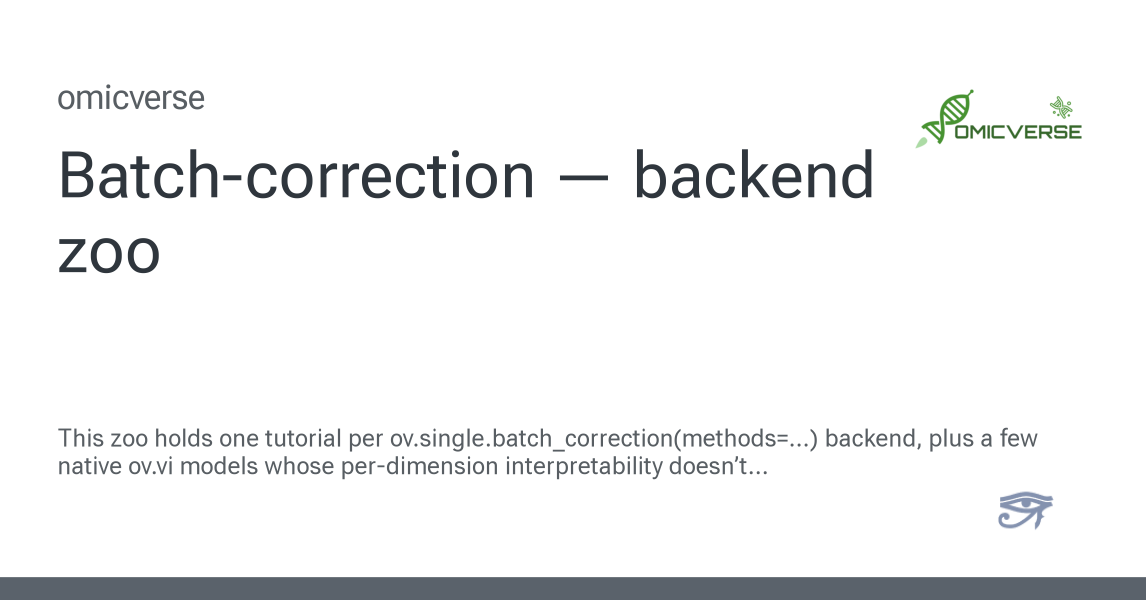 omicverse
OMICVERSE
Batch-correction — backend
zoo
This zoo holds one tutorial per ov.single.batch_correction(methods=…) backend, plus a few
native ov.vi models whose per-dimension interpretability doesn’t…